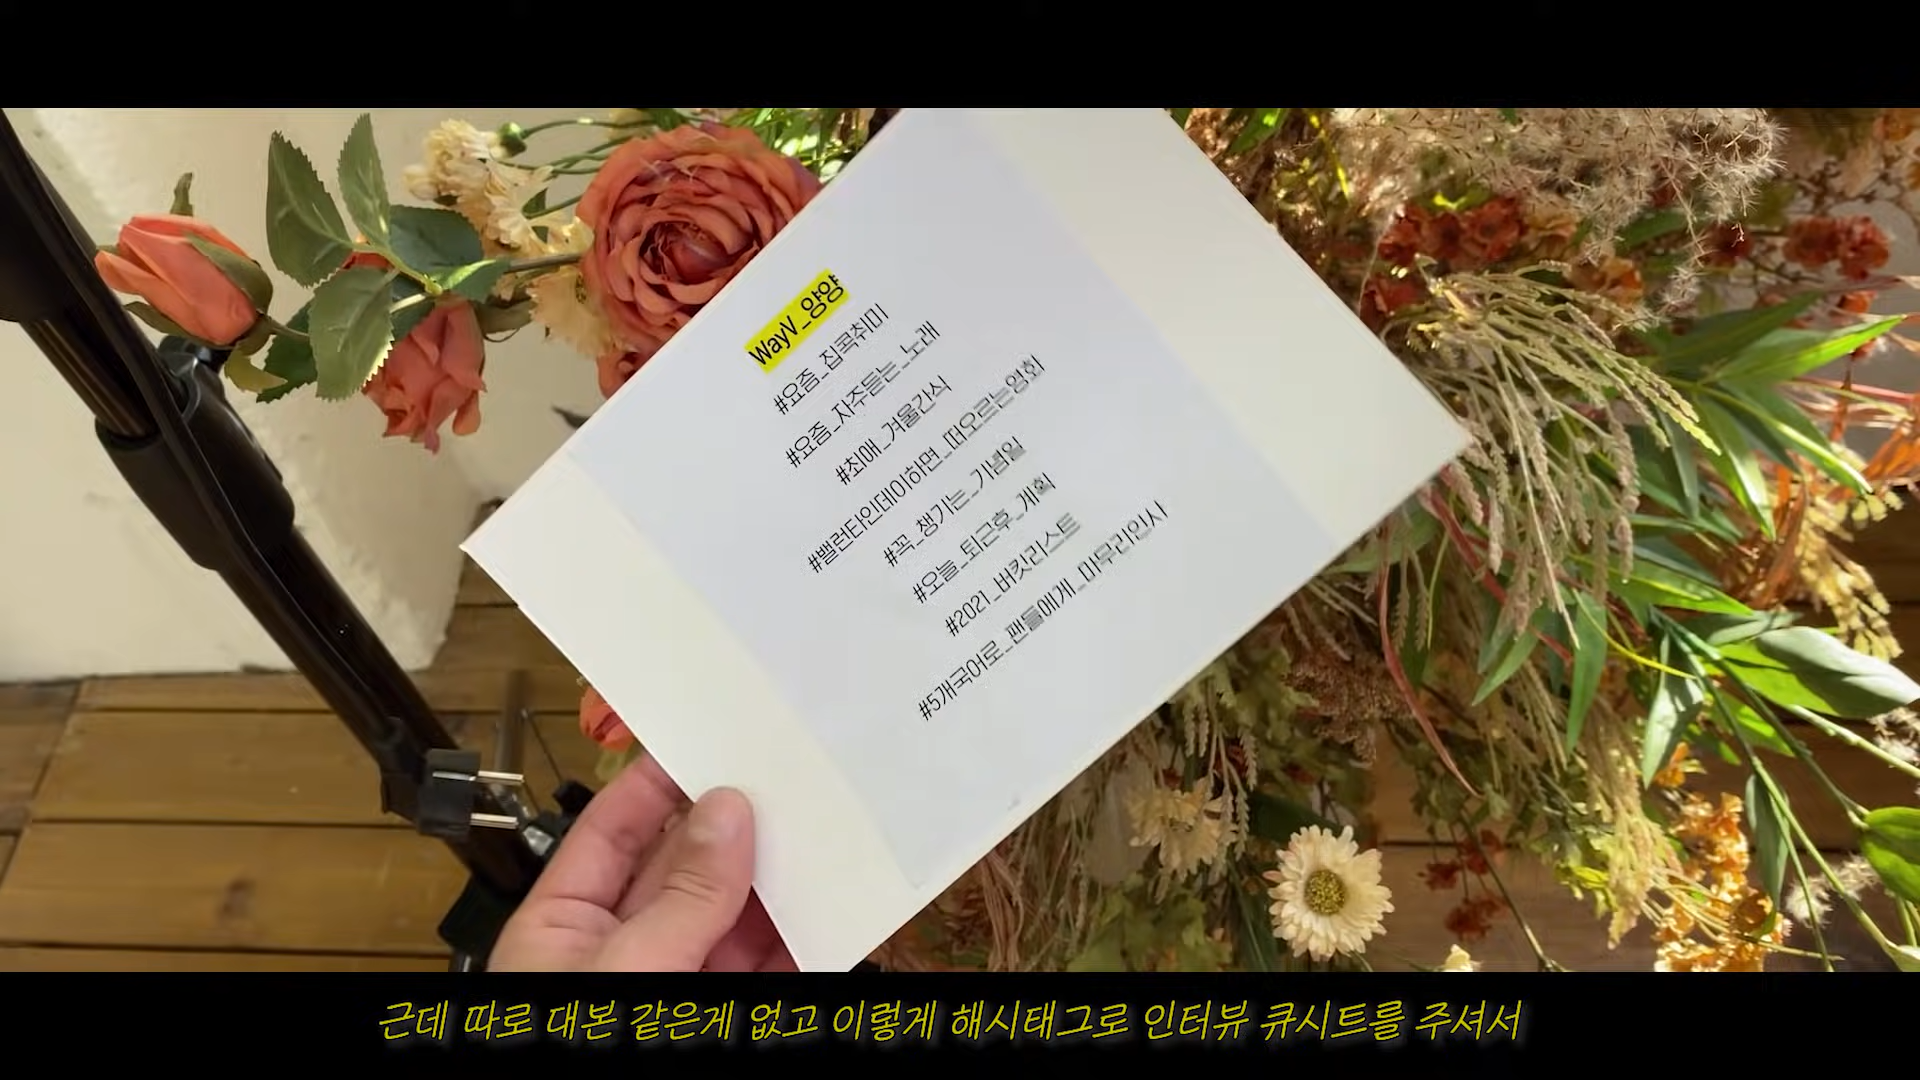 WayV_양양
#요즘_집콕취미
#요즘_자주듣는_노래
#최애_겨울간식
#밸런타인데이하면_떠오르는영화
#꼭_챙기는_기념일
#오늘_퇴근후_계획
#2021_버킷리스트
#5개국어로_팬들에게_마무리인사
근데 따로 대본 같은게 없고 이렇게 해시태그로 인터뷰 큐시트를 주셔서